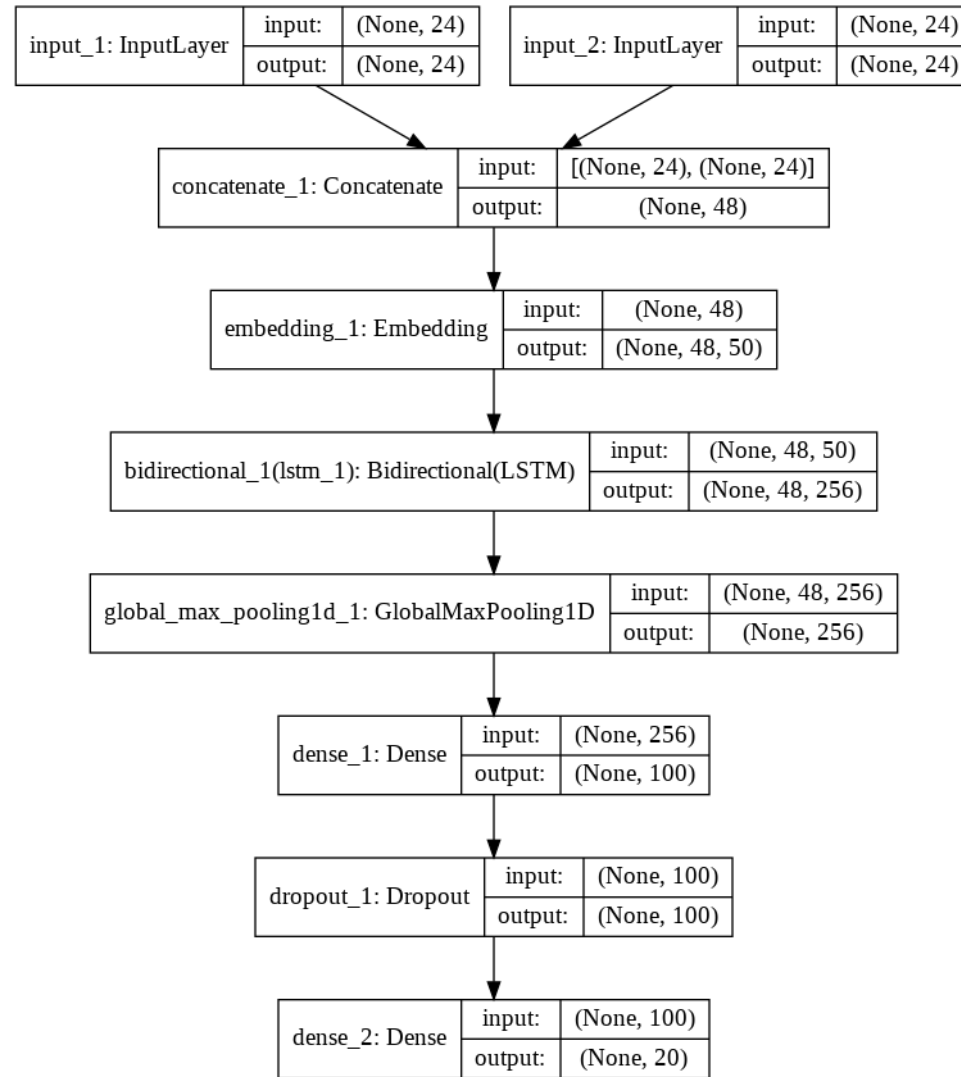 input_1: InputLayer
input: (None, 24)
output: (None, 24)
input_2: InputLayer
input: (None, 24)
output: (None, 24)
concatenate_1: Concatenate
input: [(None, 24), (None, 24)]
output: (None, 48)
embedding_1: Embedding
input: (None, 48)
output: (None, 48, 50)
bidirectional_1(lstm_1): Bidirectional(LSTM)
input: (None, 48, 50)
output: (None, 48, 256)
global_max_pooling1d_1: GlobalMaxPooling1D
input: (None, 48, 256)
output: (None, 256)
dense_1: Dense
input: (None, 256)
output: (None, 100)
dropout_1: Dropout
input: (None, 100)
output: (None, 100)
dense_2: Dense
input: (None, 100)
output: (None, 20)